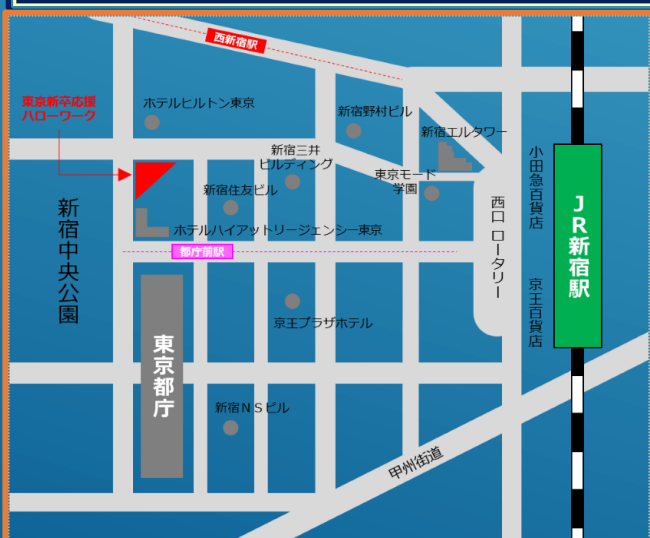 西新宿駅
東京新卒応援
ハローワーク
ホテルヒルトン東京
新宿野村ビル
新宿エルタワー
新宿三井
ビルディング
東京モード
学園
新宿住友ビル
小田急百貨店
JR新宿駅
新宿中央公園
西口 ロータリー
ホテルハイアットリージェンシー東京
都庁前駅
京王百貨店
京王プラザホテル
東京都庁
新宿NSビル
甲州街道